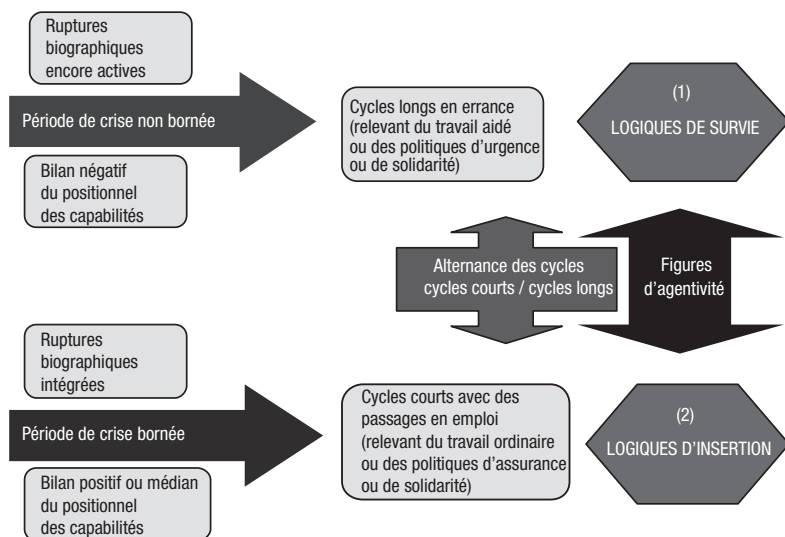 Ruptures
biographiques
encore actives
Période de crise non bornée
Bilan négatif
du positionnel
des capabilités
Cycles longs en errance
(relevant du travail aidé
ou des politiques d’urgence
ou de solidarité)
(1)
LOGIQUES DE SURVIE
Alternance des cycles
cycles courts / cycles longs
Figures
d’agentivité
Ruptures
biographiques
intégrées
Période de crise bornée
Bilan positif ou médian
du positionnel
des capabilités
Cycles courts avec des
passages en emploi
(relevant du travail ordinaire
ou des politiques d’assurance
ou de solidarité)
(2)
LOGIQUES D’INSERTION